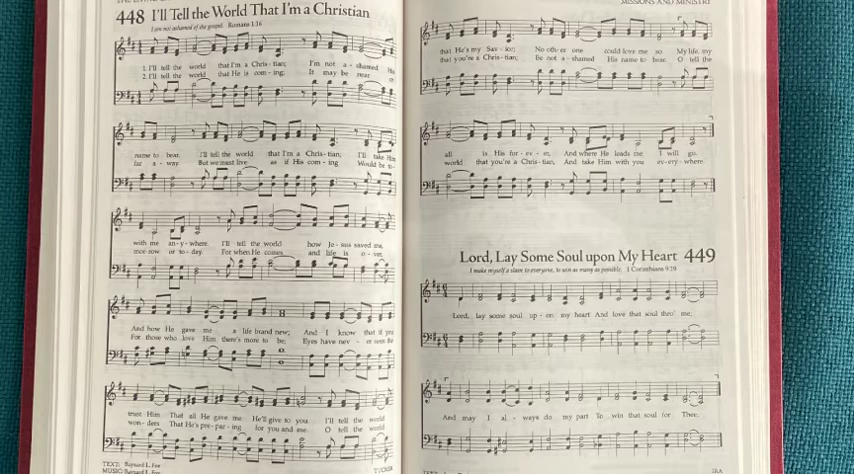 448 I'll Tell the World That I'm a Christian
I am not ashamed of the gospel. Romans 1:16
1. I'll tell the world that I'm a Chris - tian; I'm not a - shamed His
2. I'll tell the world that He is com - ing; It may be near or
name to bear. I'll tell the world that I'm a Chris - tian; I'll take Him
far a - way. But we must live as if His com - ing Would be to-
with me an - y - where. I'll tell the world how Je - sus saved me,
mor-row or to-day. For when He comes and life is o - ver,
And how He gave me a life brand new; And I know that if you
For those who love Him there's more to be; Eyes have nev - er seen the
trust Him That all He gave me He'll give to you. I'll tell the world
won - ders That He's pre - par - ing for you and me. O tell the world
TEXT: Baynard L. Fox
MUSIC: Baynard L. Fox
TUCKER
MISSIONS AND MINISTRY
that He's my Sav - ior; No oth - er one could love me so. My life, my
that you're a Chris - tian; Be not a - shamed His name to bear. O tell the
all is His for - ev - er, And where He leads me I will go.
world that you're a Chris - tian, And take Him with you ev - ery - where.
Lord, Lay Some Soul upon My Heart 449
I make myself a slave to everyone, to win as many as possible. 1 Corinthians 9:19
Lord, lay some soul up - on my heart And love that soul thro' me;
And may I al - ways do my part To win that soul for Thee.
IRA